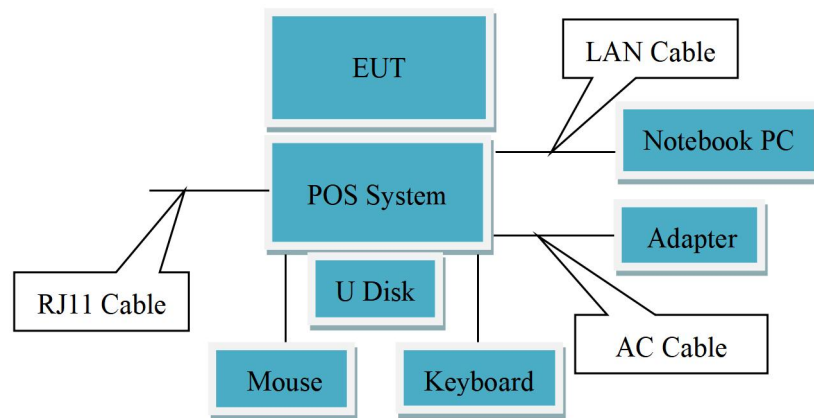 EUT
LAN Cable
Notebook PC
POS System
Adapter
U Disk
RJ11 Cable
AC Cable
Mouse
Keyboard